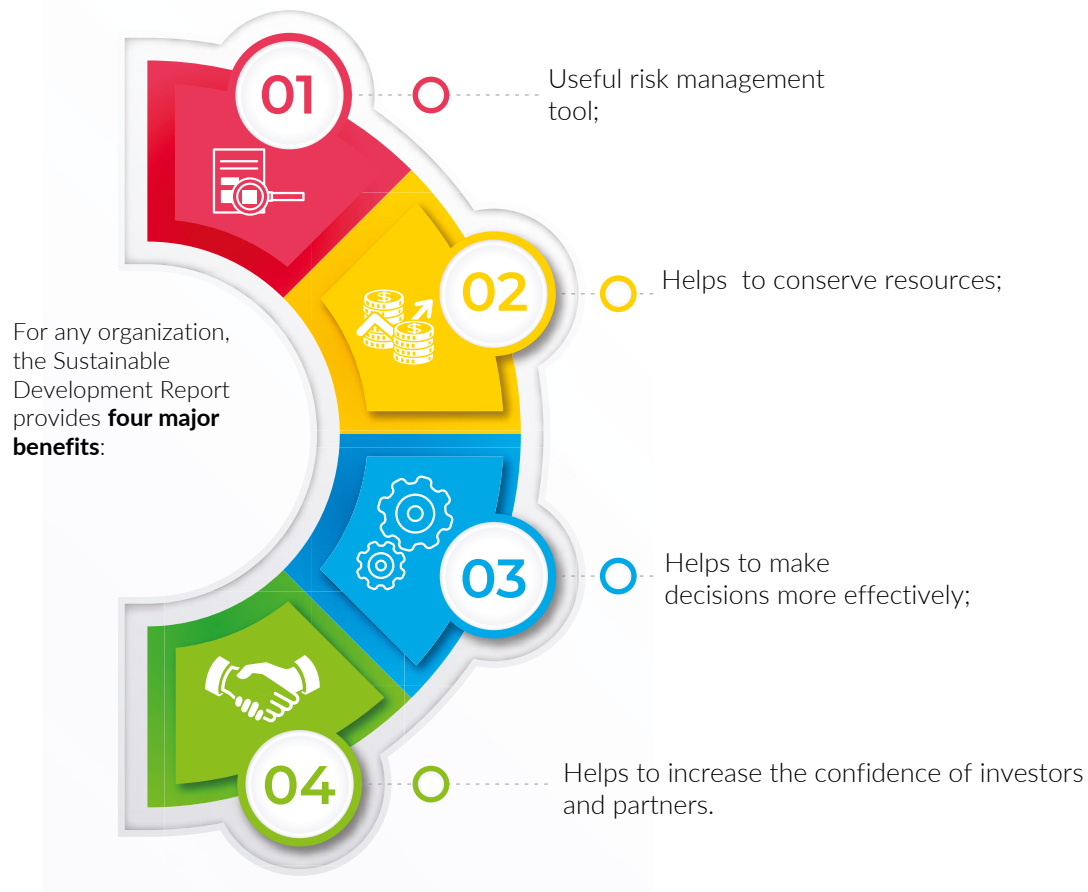 For any organization,
the Sustainable
Development Report
provides four major
benefits:
01
Useful risk management
tool;
02
Helps  to conserve resources;
03
Helps to make
decisions more effectively;
04
Helps to increase the confidence of investors
and partners.